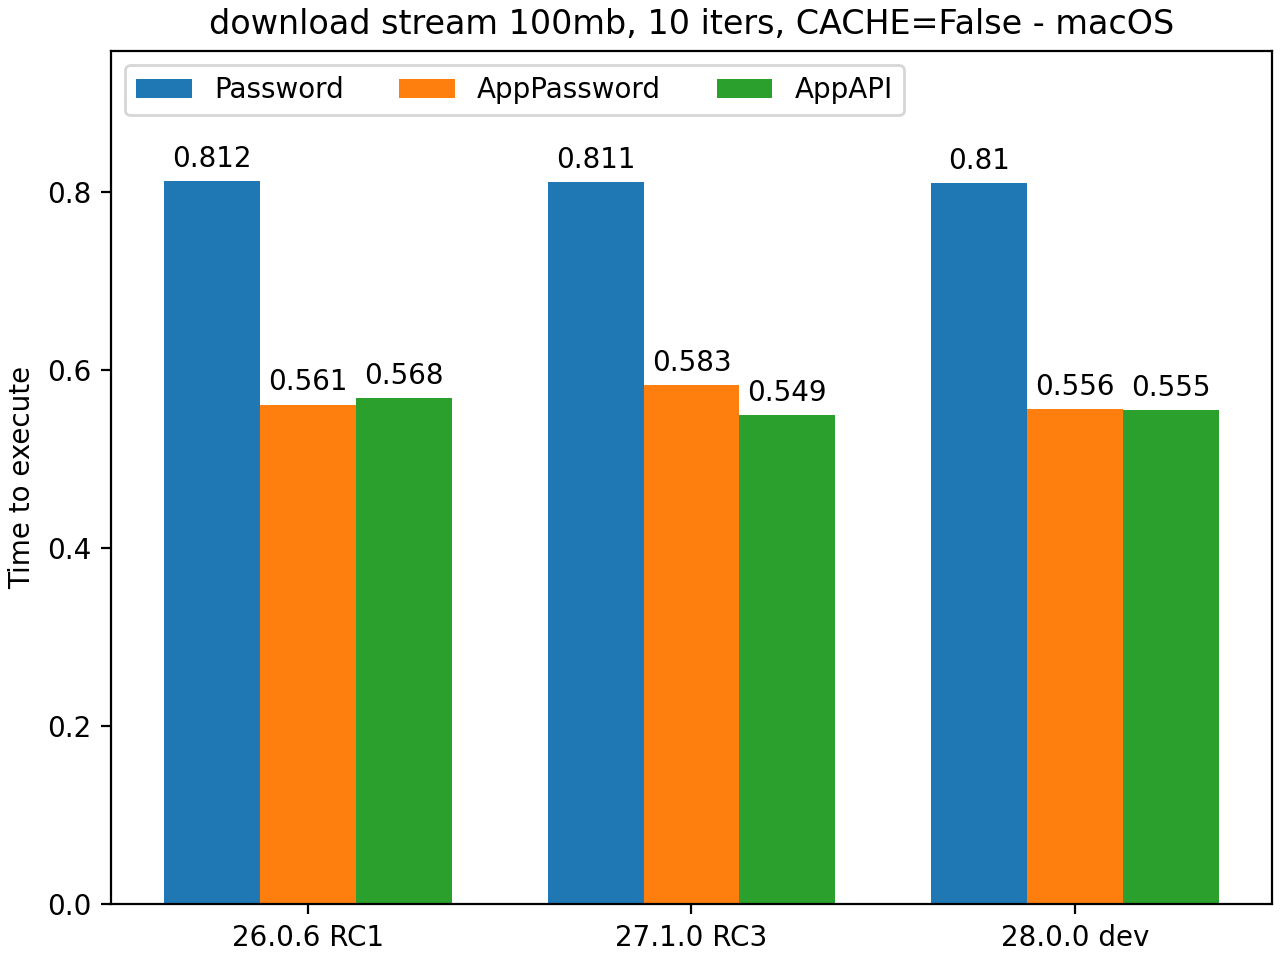 download stream 100mb, 10 iters, CACHE=False - macOS
Password AppPassword AppAPI
0.812 0.811 0.81
0.8
0.583
0.561 0.568 0.549 0.556 0.555
0.6
Time to execute
0.4
0.2
0.0
26.0.6 RC1 27.1.0 RC3 28.0.0 dev